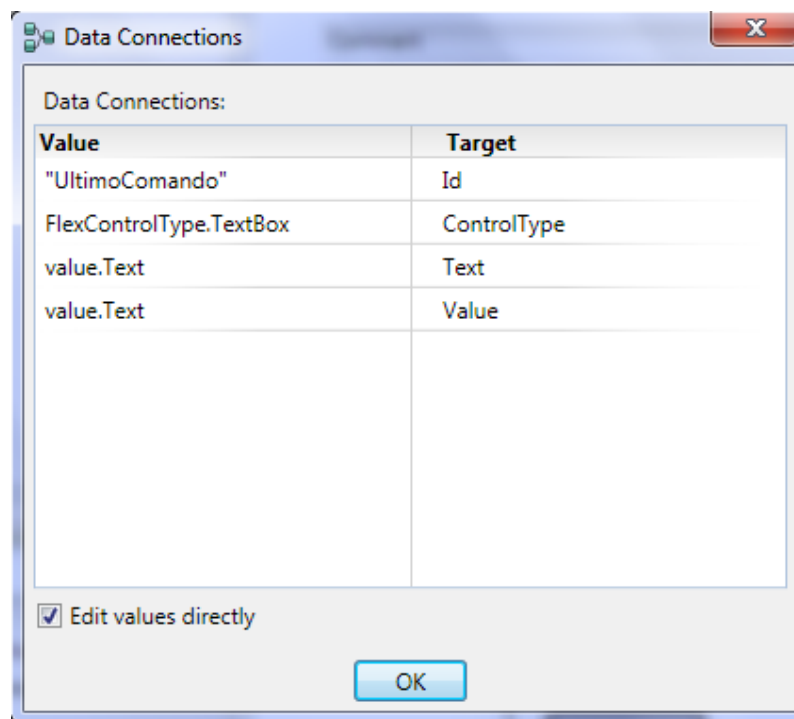 Data Connections
x
Data Connections:
Value Target
"UltimoComando" Id
FlexControlType.TextBox ControlType
value.Text Text
value.Text Value
Edit values directly
OK